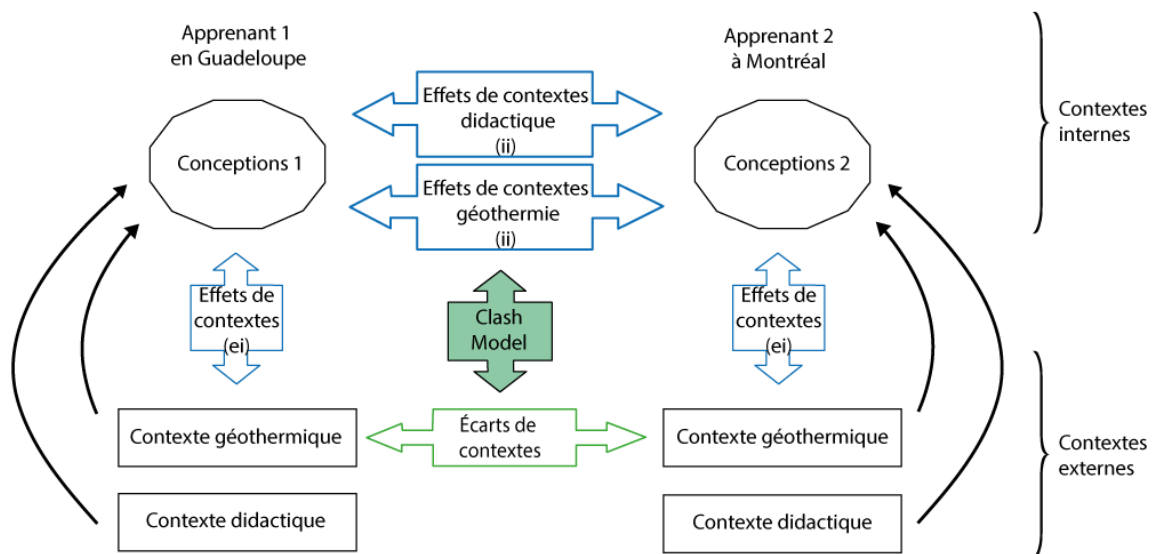 Apprenant 1
en Guadeloupe
Apprenant 2
à Montréal
Effets de contextes
didactique
(ii)
Conceptions 1
Conceptions 2
Contextes
internes
Effets de contextes
géothermie
(ii)
Effets de
contextes
(ei)
Clash
Model
Effets de
contextes
(ei)
Contexte géothermique
Écarts de
contextes
Contexte géothermique
Contextes
externes
Contexte didactique
Contexte didactique